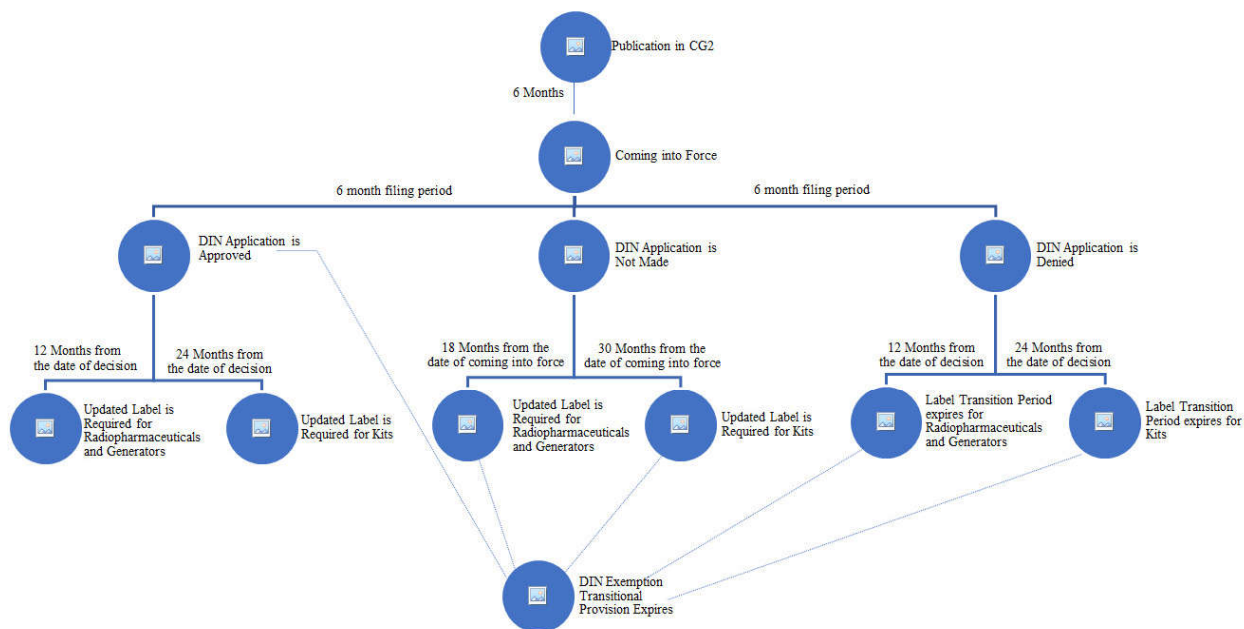 Publication in CG2
6 Months
Coming into Force
6 month filing period
6 month filing period
DIN Application is
Approved
DIN Application is
Not Made
DIN Application is
Denied
12 Months from
the date of decision
24 Months from
the date of decision
18 Months from the
date of coming into force
30 Months from the
date of coming into force
12 Months from
the date of decision
24 Months from
the date of decision
Updated Label is
Required for
Radiopharmaceuticals
and Generators
Updated Label is
Required for Kits
Updated Label is
Required for
Radiopharmaceuticals
and Generators
Updated Label is
Required for Kits
Label Transition Period
expires for
Radiopharmaceuticals
and Generators
Label Transition
Period expires for
Kits
DIN Exemption
Transitional
Provision Expires